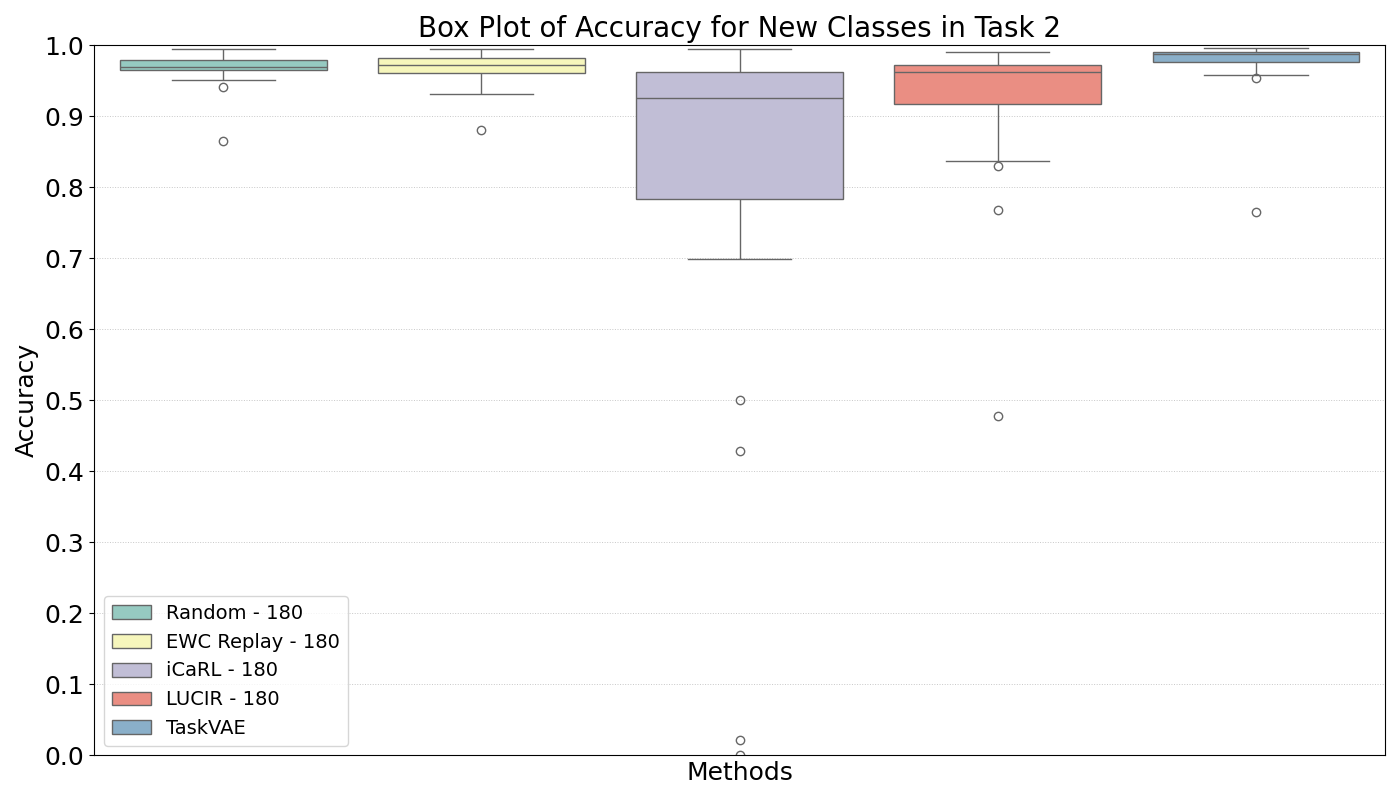 Box Plot of Accuracy for New Classes in Task 2
Accuracy
1.0
0.9
0.8
0.7
0.6
0.5
0.4
0.3
0.2
0.1
0.0
Random - 180
EWC Replay - 180
iCaRL - 180
LUCIR - 180
TaskVAE
Methods